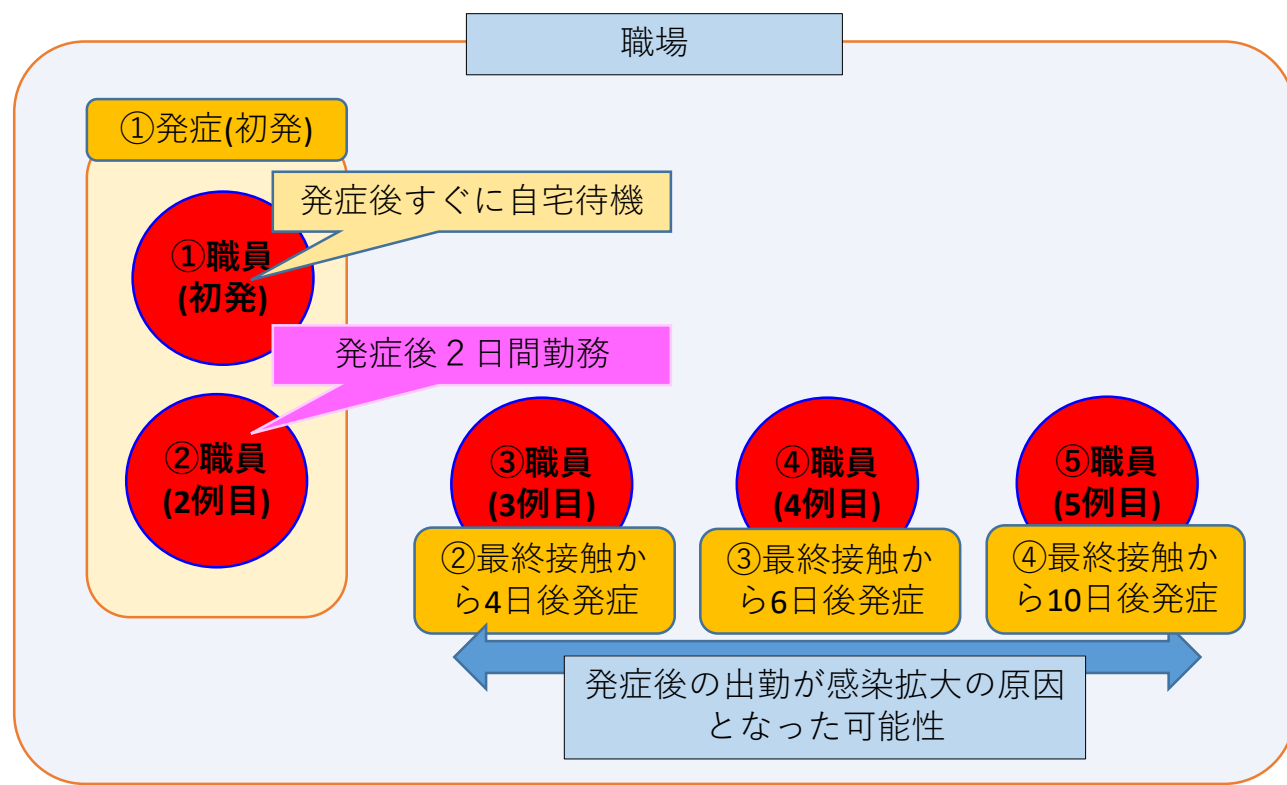 職場
①発症(初発)
発症後すぐに自宅待機
①職員
(初発)
発症後２日間勤務
②職員
(2例目)
③職員
(3例目)
②最終接触か
ら4日後発症
④職員
(4例目)
③最終接触か
ら6日後発症
⑤職員
(5例目)
④最終接触か
ら10日後発症
発症後の出勤が感染拡大の原因
となった可能性